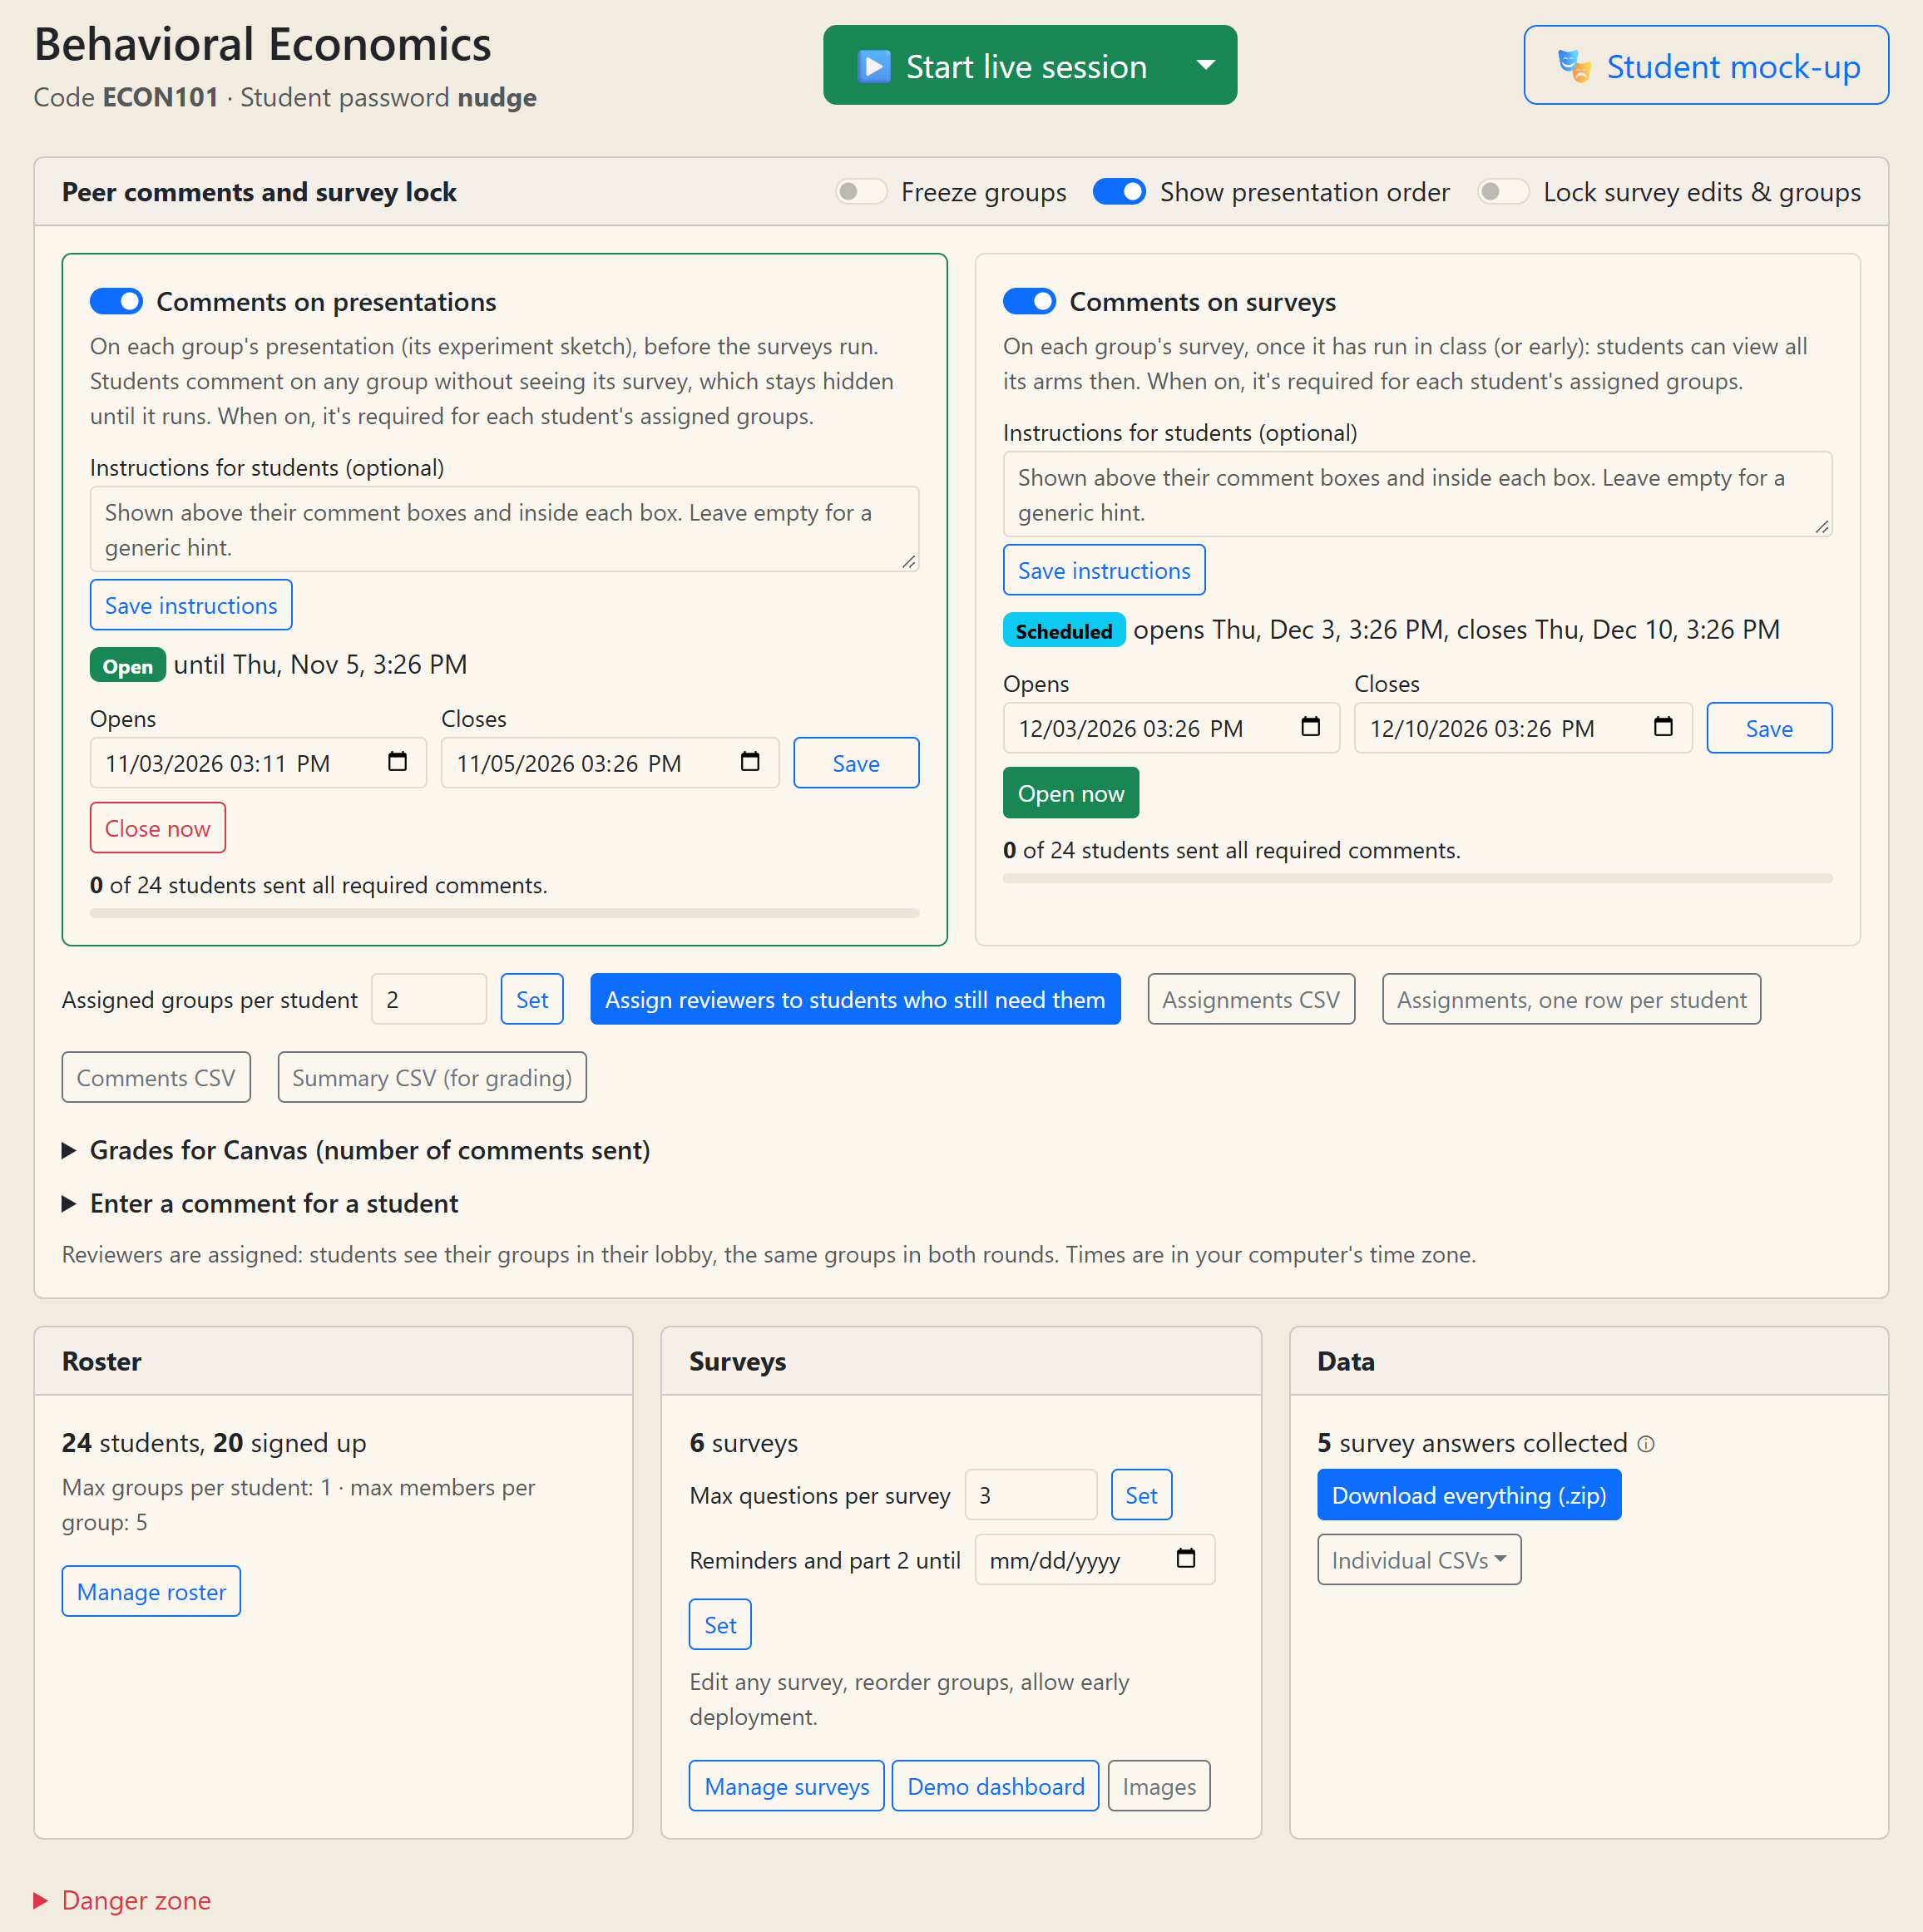 Behavioral Economics
Code ECON101 · Student password nudge
Start live session
Student mock-up
Peer comments and survey lock
Freeze groups
Show presentation order
Lock survey edits & groups
Comments on presentations
On each group's presentation (its experiment sketch), before the surveys run.
Students comment on any group without seeing its survey, which stays hidden
until it runs. When on, it's required for each student's assigned groups.
Instructions for students (optional)
Shown above their comment boxes and inside each box. Leave empty for a
generic hint.
Save instructions
Open until Thu, Nov 5, 3:26 PM
Opens
Closes
11/03/2026 03:11 PM
11/05/2026 03:26 PM
Save
Close now
0 of 24 students sent all required comments.
Comments on surveys
On each group's survey, once it has run in class (or early): students can view all
its arms then. When on, it's required for each student's assigned groups.
Instructions for students (optional)
Shown above their comment boxes and inside each box. Leave empty for a
generic hint.
Save instructions
Scheduled opens Thu, Dec 3, 3:26 PM, closes Thu, Dec 10, 3:26 PM
Opens
Closes
12/03/2026 03:26 PM
12/10/2026 03:26 PM
Save
Open now
0 of 24 students sent all required comments.
Assigned groups per student 2 Set
Assign reviewers to students who still need them
Assignments CSV
Assignments, one row per student
Comments CSV
Summary CSV (for grading)
Grades for Canvas (number of comments sent)
Enter a comment for a student
Reviewers are assigned: students see their groups in their lobby, the same groups in both rounds. Times are in your computer's time zone.
Roster
24 students, 20 signed up
Max groups per student: 1 · max members per
group: 5
Manage roster
Surveys
6 surveys
Max questions per survey 3 Set
Reminders and part 2 until mm/dd/yyyy
Set
Edit any survey, reorder groups, allow early
deployment.
Manage surveys
Demo dashboard
Images
Data
5 survey answers collected
Download everything (.zip)
Individual CSVs
Danger zone